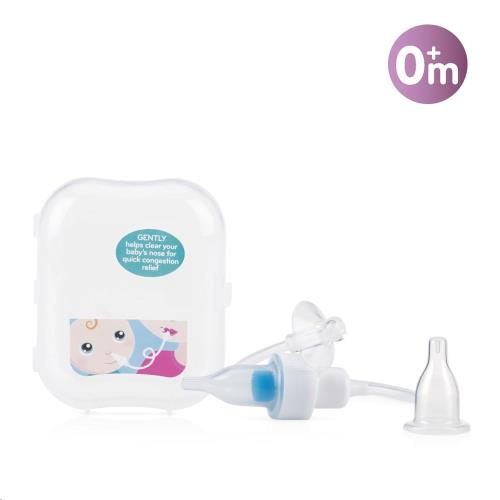 0+m
GENTLY
helps clear your
baby's nose for
quick congestion
relief